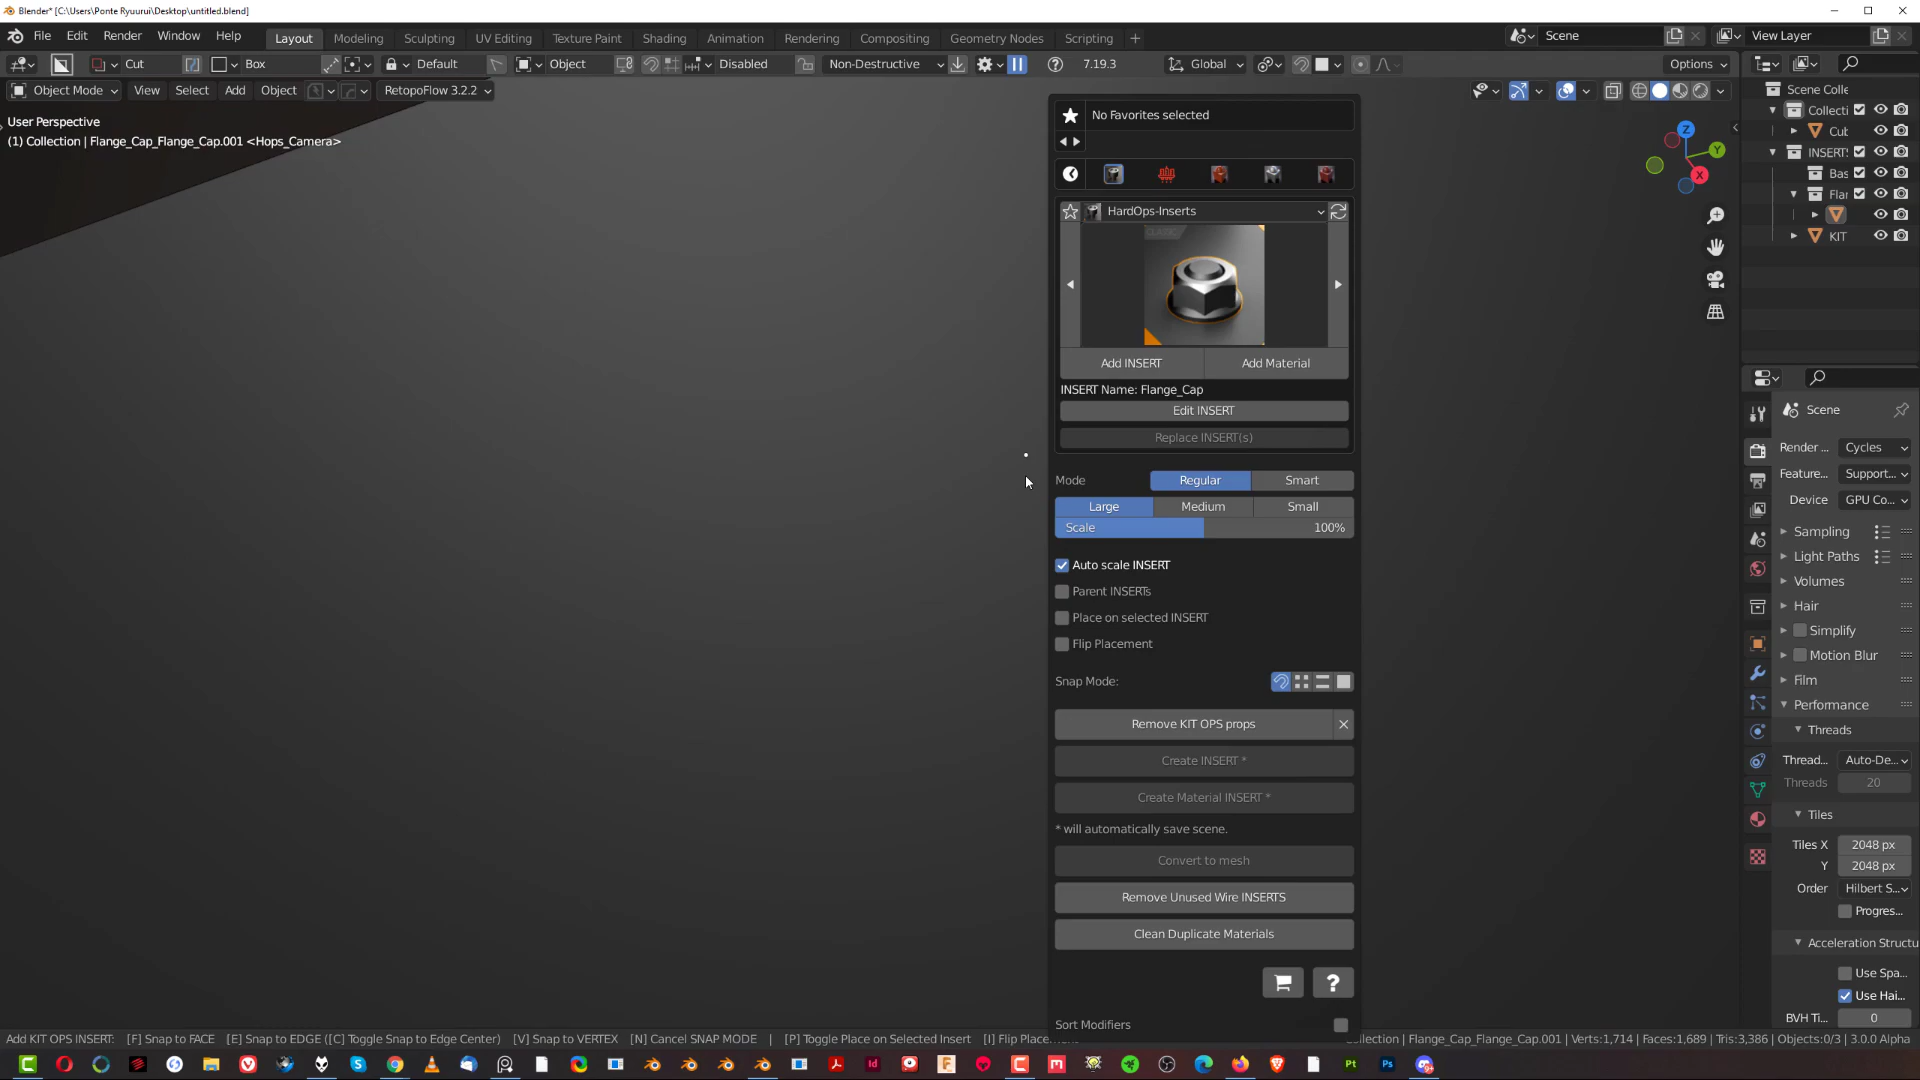 Blender* [C:\Users\Ponte Ryuurui\Desktop\untitled.blend]
File Edit Render Window Help Layout Modeling Sculpting UV Editing Texture Paint Shading Animation Rendering Compositing Geometry Nodes Scripting + Scene View Layer
Cut Box Default Object Disabled Non-Destructive 7.19.3 Global Options
Object Mode View Select Add Object RetopoFlow 3.2.2
User Perspective
(1) Collection | Flange_Cap_Flange_Cap.001 <Hops_Camera>
No Favorites selected
HardOps-Inserts
CLASSIC
Add INSERT Add Material
INSERT Name: Flange_Cap
Edit INSERT
Replace INSERT(s)
Mode Regular Smart
Large Medium Small
Scale 100%
Auto scale INSERT
Parent INSERTs
Place on selected INSERT
Flip Placement
Snap Mode:
Remove KIT OPS props
Create INSERT *
Create Material INSERT *
* will automatically save scene.
Convert to mesh
Remove Unused Wire INSERTS
Clean Duplicate Materials
?
Sort Modifiers
Z
Y
X
Scene Colle
Collecti
Cub
INSERT
Bas
Flar
KIT
Scene
Render ... Cycles
Feature... Support...
Device GPU Co...
Sampling
Light Paths
Volumes
Hair
Simplify
Motion Blur
Film
Performance
Threads
Thread... Auto-De...
Threads 20
Tiles
Tiles X 2048 px
Y 2048 px
Order Hilbert S...
Progres...
Acceleration Structu
Use Spa...
Use Hai...
BVH Ti... 0
Add KIT OPS INSERT: [F] Snap to FACE [E] Snap to EDGE ([C] Toggle Snap to Edge Center) [V] Snap to VERTEX [N] Cancel SNAP MODE | [P] Toggle Place on Selected Insert [I] Flip Place
ollection | Flange_Cap_Flange_Cap.001 | Verts:1,714 | Faces:1,689 | Tris:3,386 | Objects:0/3 | 3.0.0 Alpha
Id
F
m
Pt
Ps